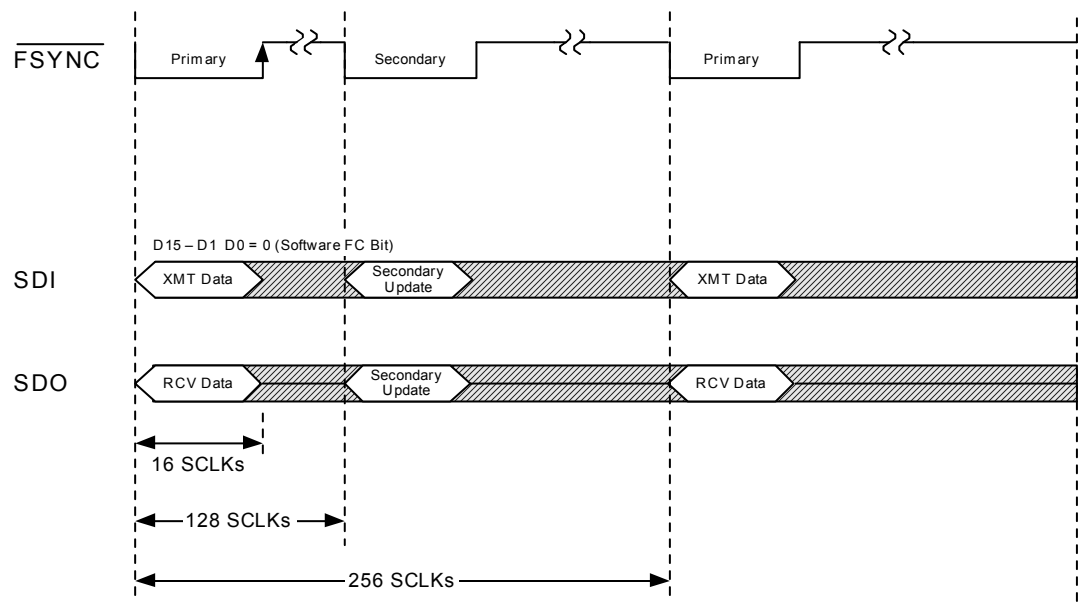 FSYNC
Primary
Secondary
Primary
D15 – D1 D0 = 0 (Software FC Bit)
SDI
XMT Data
Secondary
Update
XMT Data
SDO
RCV Data
Secondary
Update
RCV Data
16 SCLKs
128 SCLKs
256 SCLKs